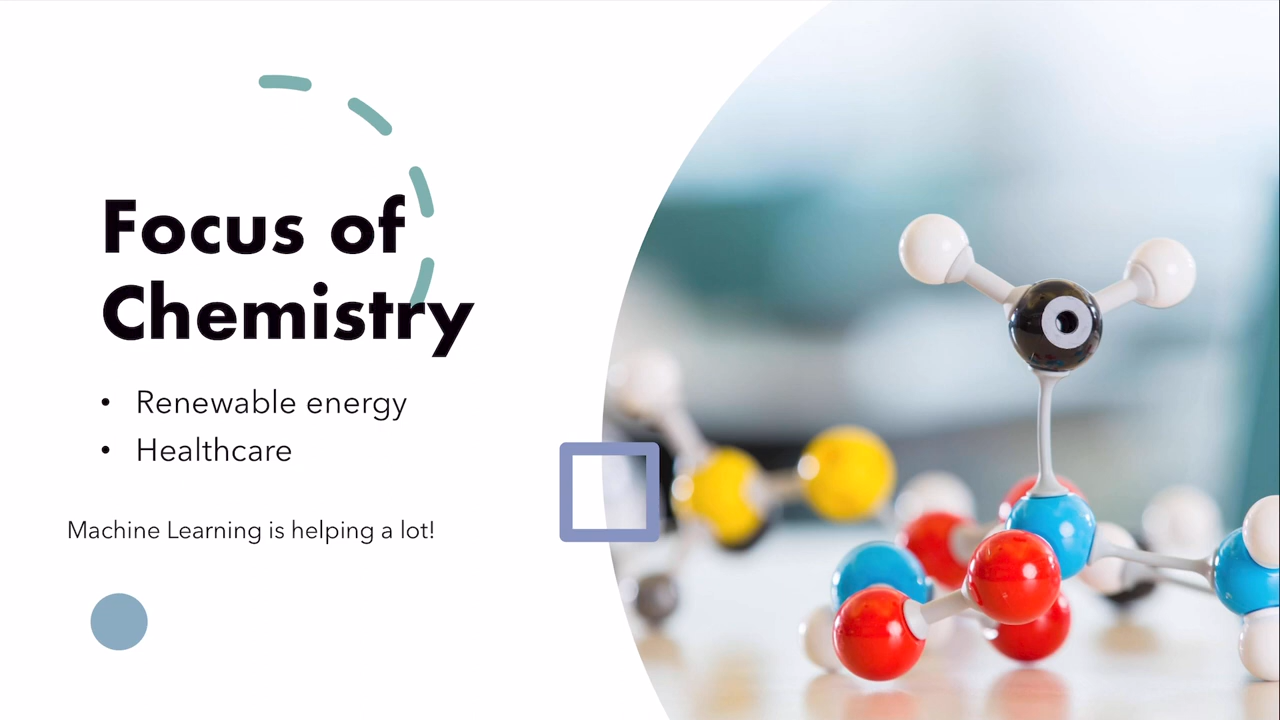 Focus of
Chemistry
• Renewable energy
• Healthcare
Machine Learning is helping a lot!